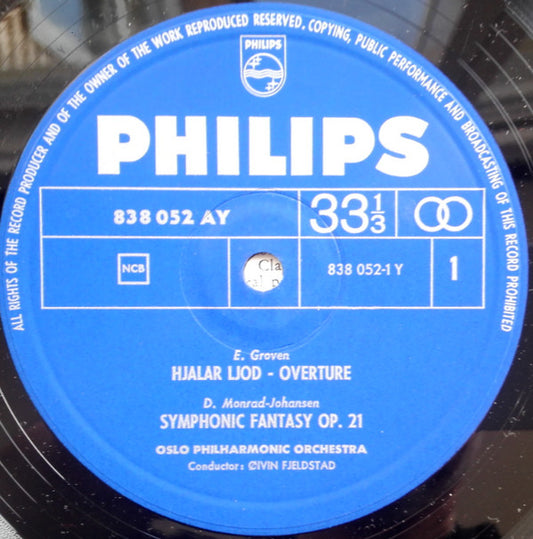 ALL RIGHTS OF THE RECORD PRODUCER AND OF THE OWNER OF THE WORK REPRODUCED RESERVED. COPYING, PUBLIC PERFORMANCE AND BROADCASTING OF THIS RECORD PROHIBITED
PHILIPS
PHILIPS
838 052 AY 33⅓
NCB 838 052-1 Y 1
E. Groven
HJALAR LJOD - OVERTURE
D. Monrad-Johansen
SYMPHONIC FANTASY OP. 21
OSLO PHILHARMONIC ORCHESTRA
Conductor: ØIVIN FJELDSTAD